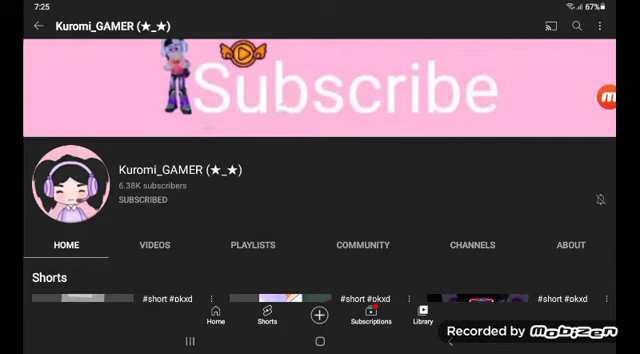 7:25
67%
Kuromi_GAMER (★_★)
Subscribe
Kuromi_GAMER (★_★)
6.38K subscribers
SUBSCRIBED
HOME
VIDEOS
PLAYLISTS
COMMUNITY
CHANNELS
ABOUT
Shorts
#short #pkxd
#short #pkxd
#short #pkxd
Home
Shorts
Subscriptions
Library
Recorded by Mobizen